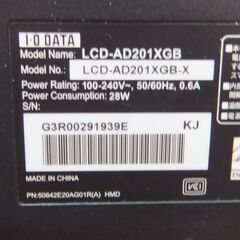 I·O DATA
Model Name: LCD-AD201XGB
Model No.: LCD-AD201XGB-X
Power Rating: 100-240V~, 50/60Hz, 0.6A
Power Consumption: 28W
S/N:
G3R00291939E KJ
MADE IN CHINA
PN:50642E20AG01R(A) HMD